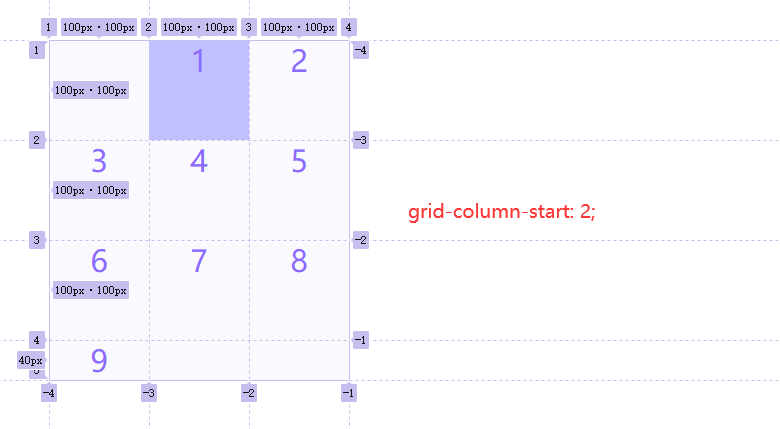 1 100px · 100px 2 100px · 100px 3 100px · 100px 4
1 1 2 -4
100px · 100px
2 -3
3 4 5
100px · 100px
grid-column-start: 2;
3 -2
6 7 8
100px · 100px
4 -1
40px 9
5
-4 -3 -2 -1